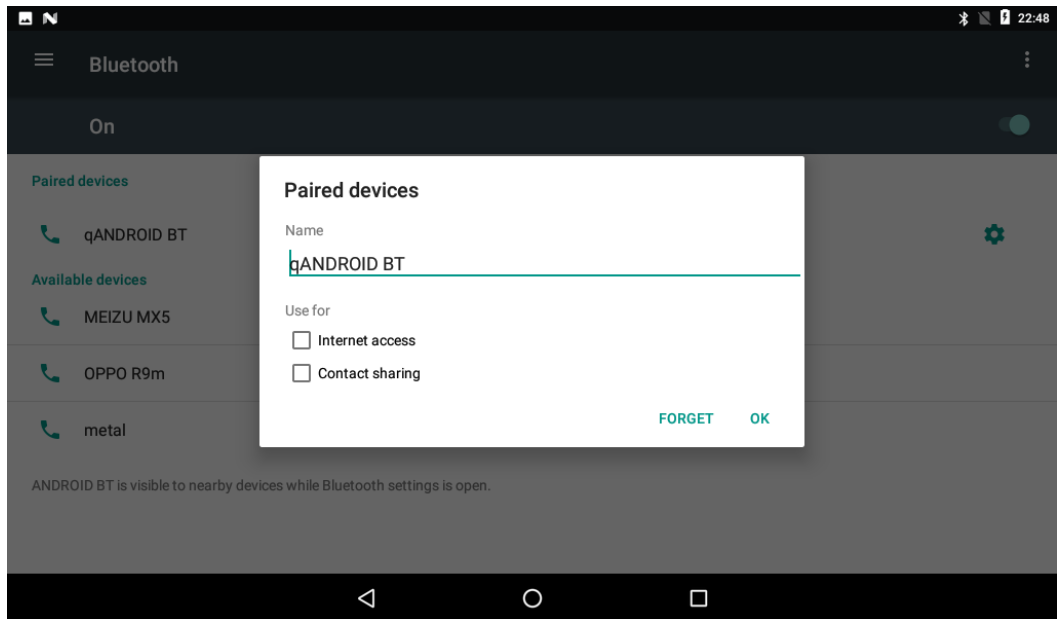 22:48
Bluetooth
On
Paired devices
qANDROID BT
Available devices
MEIZU MX5
OPPO R9m
metal
ANDROID BT is visible to nearby devices while Bluetooth settings is open.
Paired devices
Name
qANDROID BT
Use for
Internet access
Contact sharing
FORGET OK